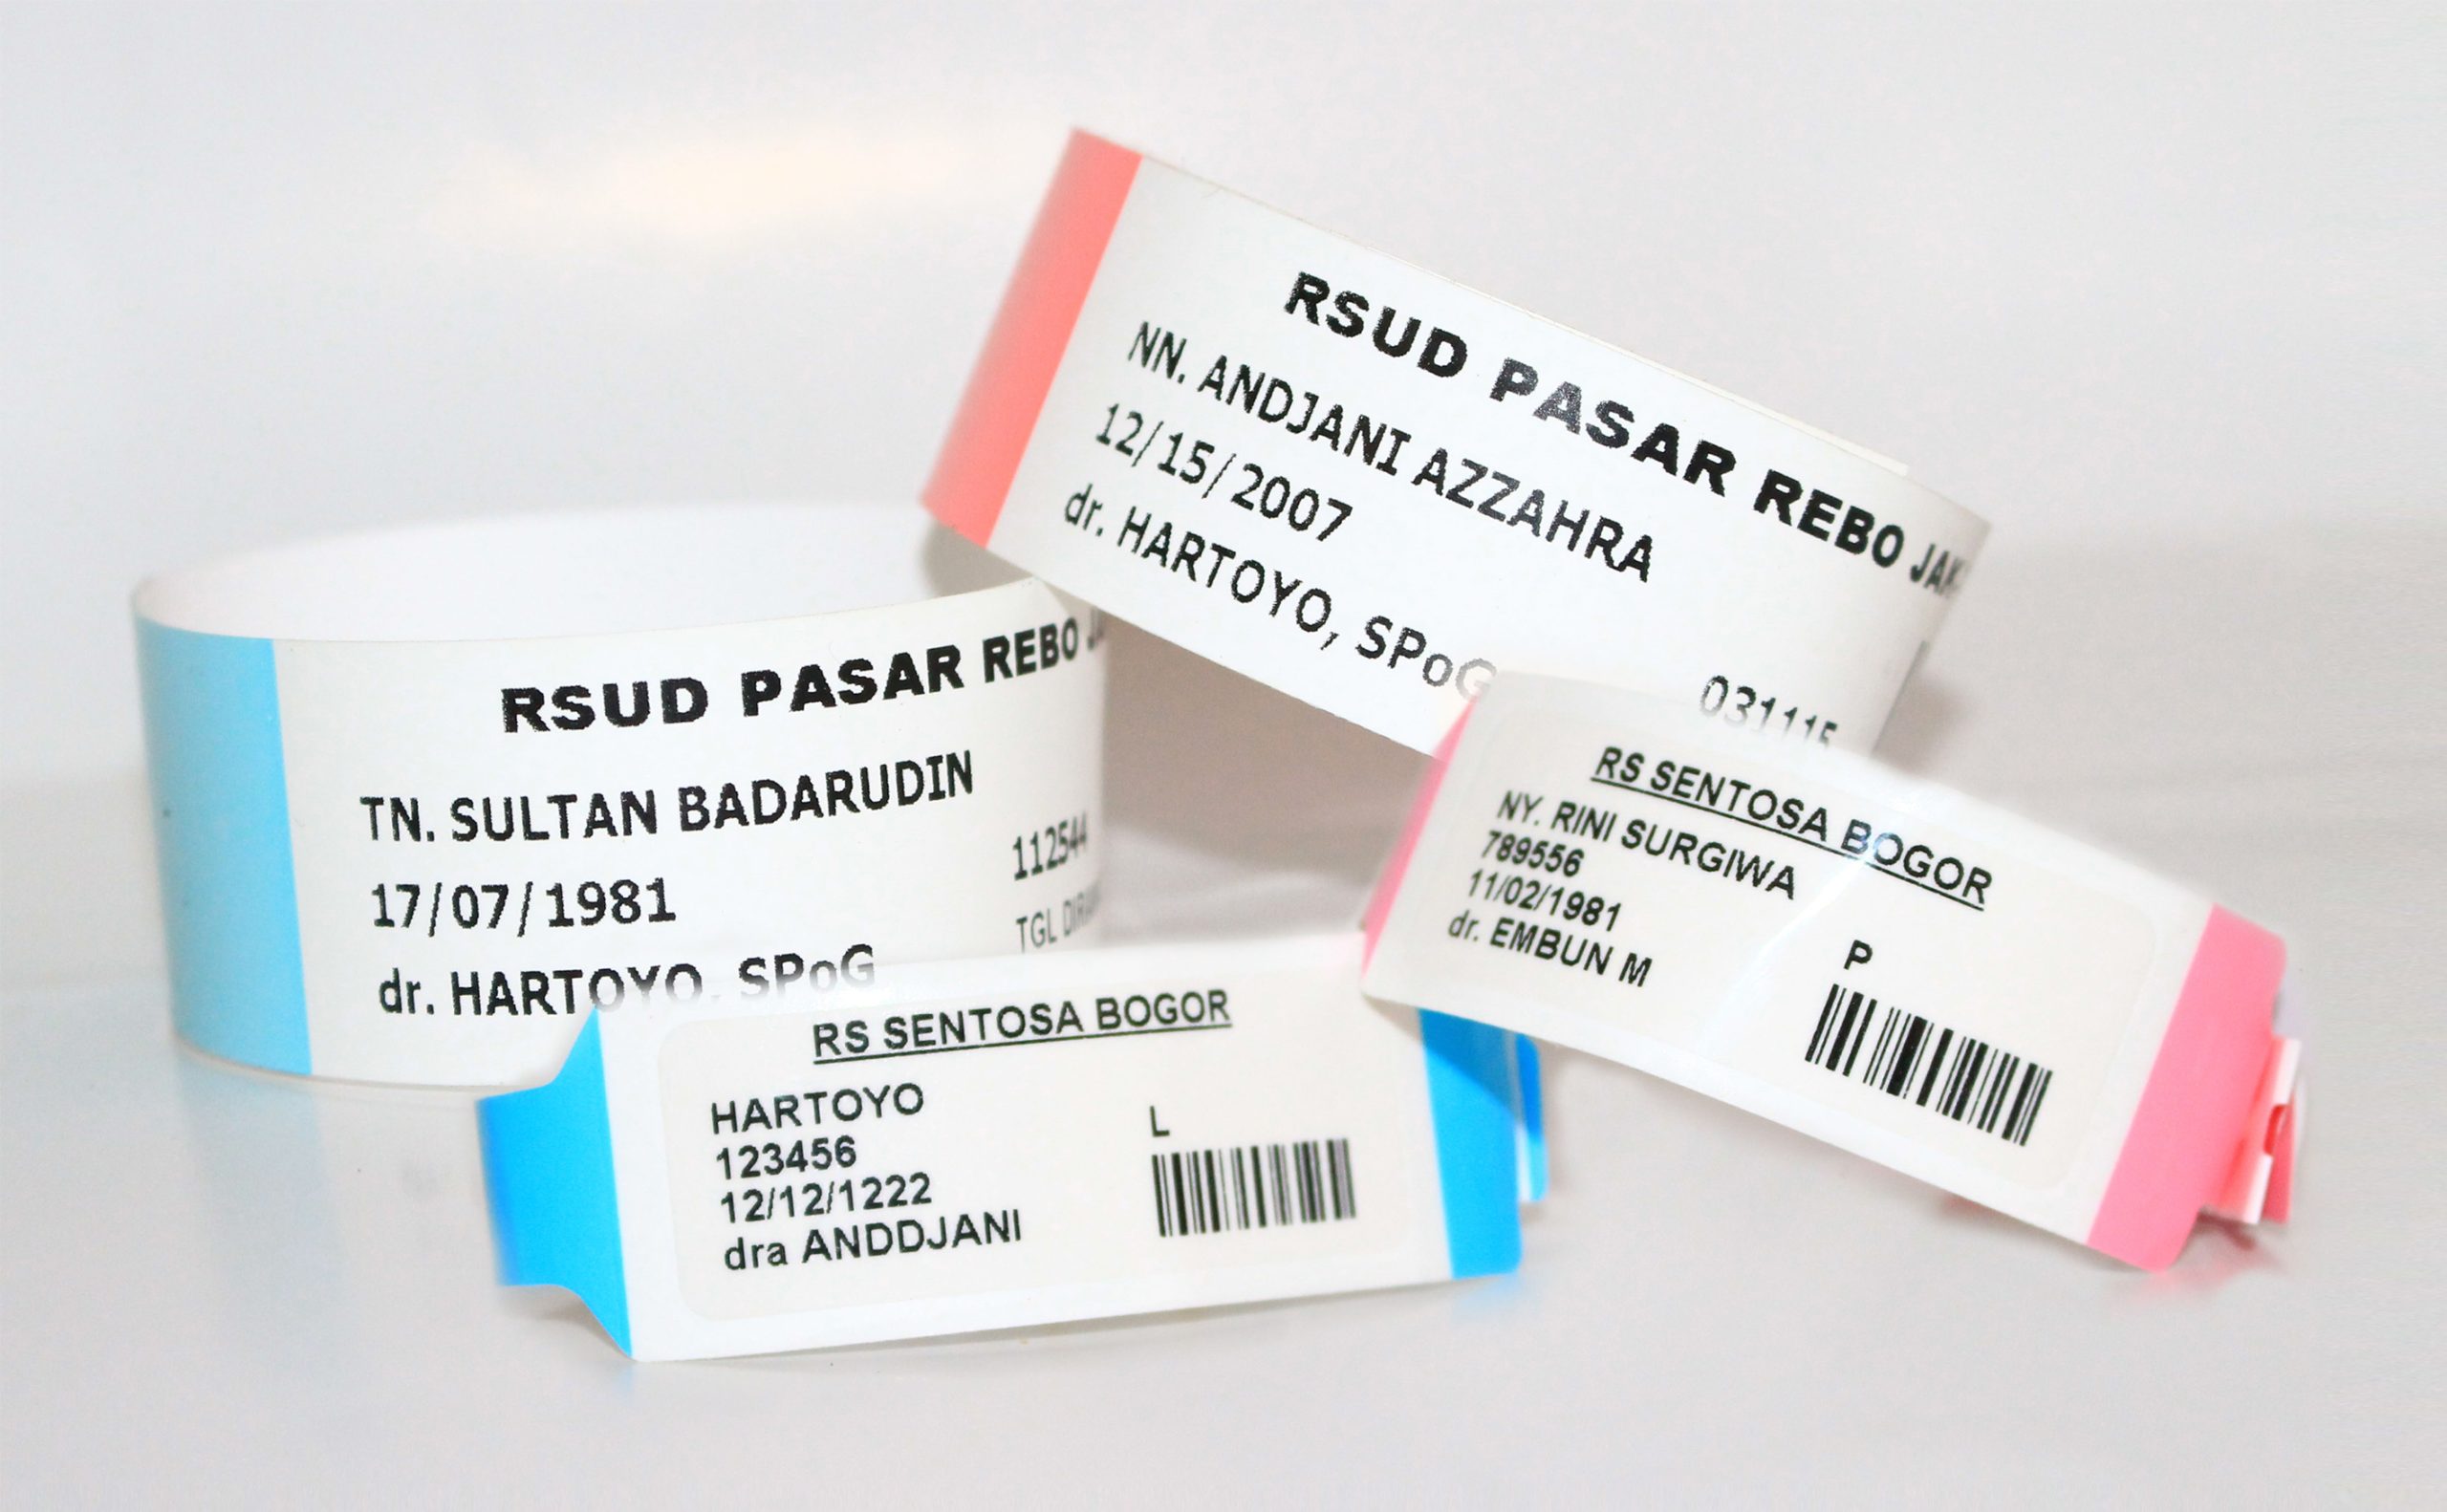 RSUD PASAR REBO
NN. ANDJANI AZZAHRA
12/15/2007
dr. HARTOYO, SPoG
031115
RSUD PASAR REBO
TN. SULTAN BADARUDIN
17/07/1981
112544
TGL
dr. HARTOYO, SPoG
RS SENTOSA BOGOR
NY. RINI SURGIWA
789556
11/02/1981
dr. EMBUN M
P
RS SENTOSA BOGOR
HARTOYO
123456
12/12/1222
dra ANDDJANI
L